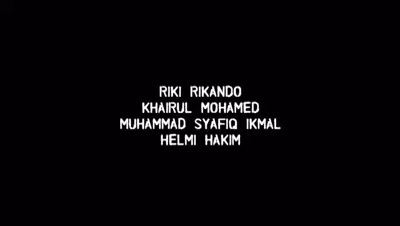 RIKI RIKANDO
KHAIRUL MOHAMED
MUHAMMAD SYAFIQ IKMAL
HELMI HAKIM